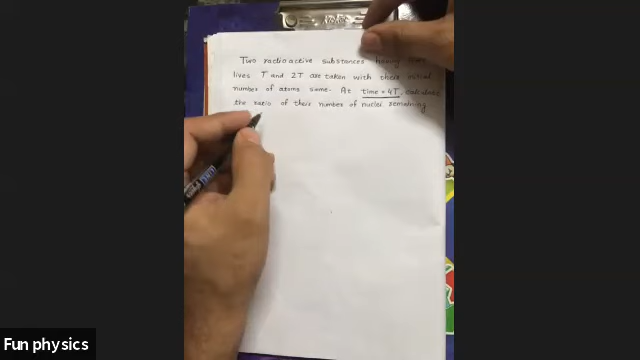 Two radioactive substances having
lives T and 2T are taken with their initial
number of atoms same. At time = 4T, calculate
the ratio of their number of nuclei remaining
Fun physics